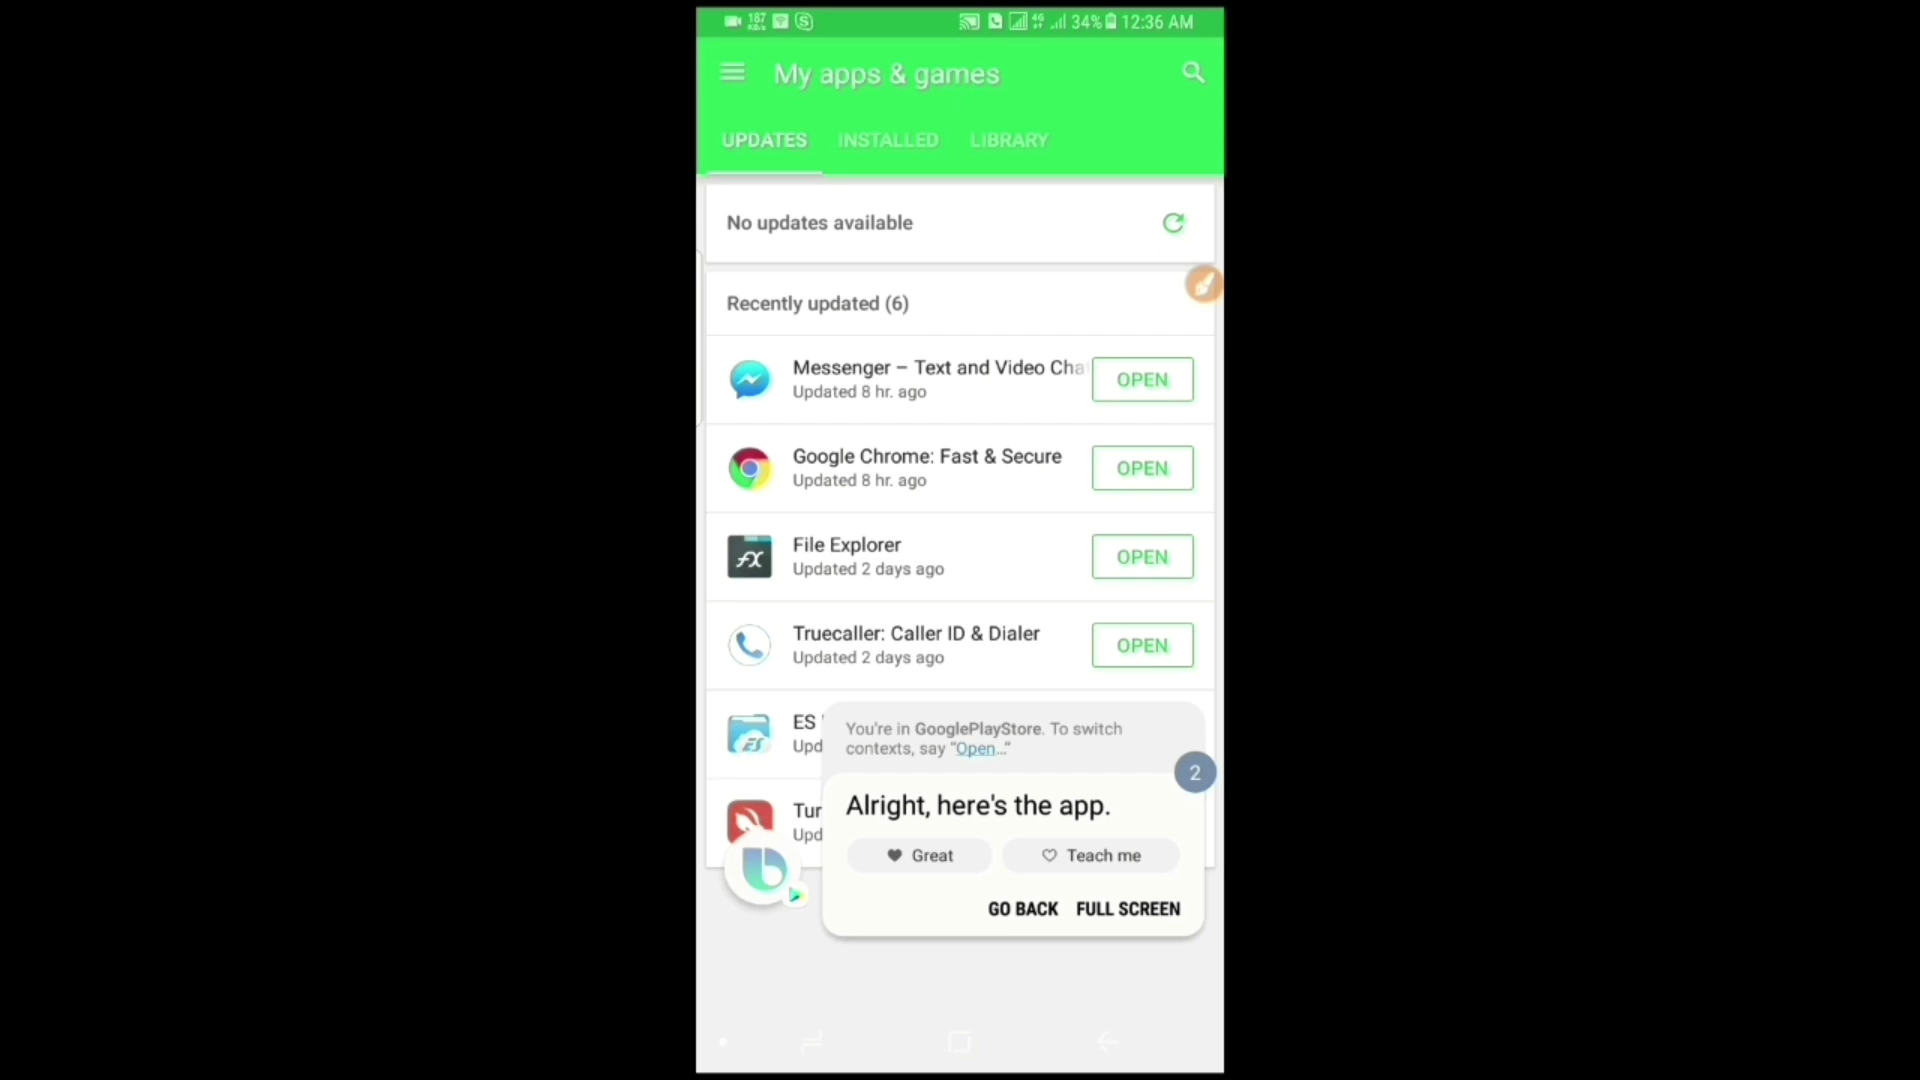 187 KB/s 4G 34% 12:36 AM
My apps & games
UPDATES INSTALLED LIBRARY
No updates available
Recently updated (6)
Messenger – Text and Video Cha
Updated 8 hr. ago
OPEN
Google Chrome: Fast & Secure
Updated 8 hr. ago
OPEN
File Explorer
Updated 2 days ago
OPEN
Truecaller: Caller ID & Dialer
Updated 2 days ago
OPEN
ES
Upd
Tur
Upd
You're in GooglePlayStore. To switch
contexts, say "Open..."
2
Alright, here's the app.
Great Teach me
GO BACK FULL SCREEN